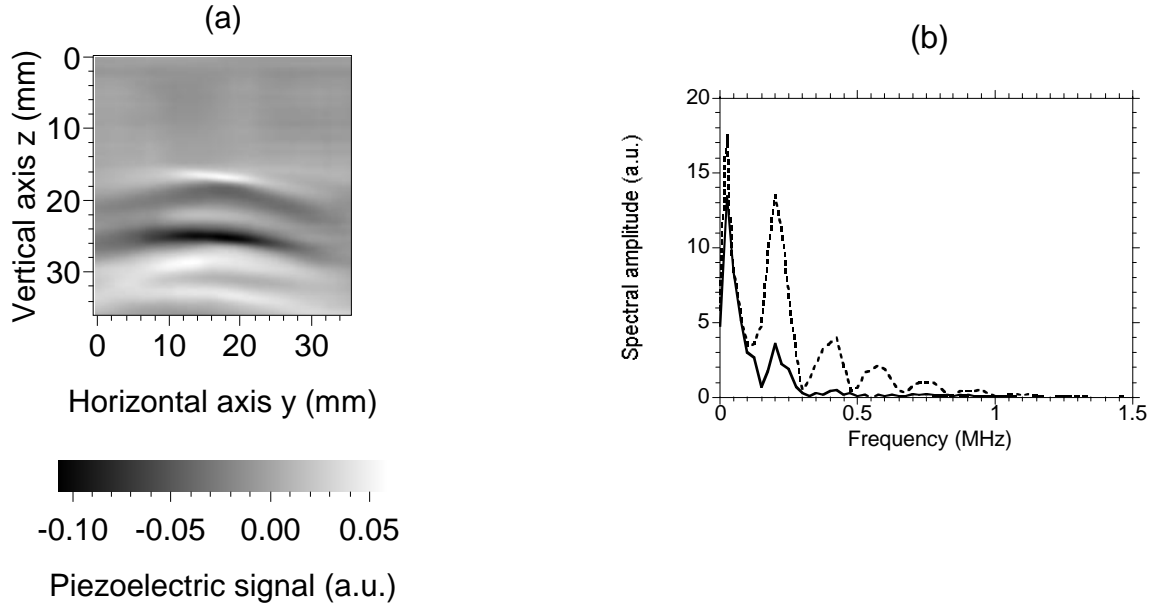 (a)
Vertical axis z (mm)
0
10
20
30
0 10 20 30
Horizontal axis y (mm)
-0.10 -0.05 0.00 0.05
Piezoelectric signal (a.u.)
(b)
Spectral amplitude (a.u.)
20
15
10
5
0
0 0.5 1 1.5
Frequency (MHz)